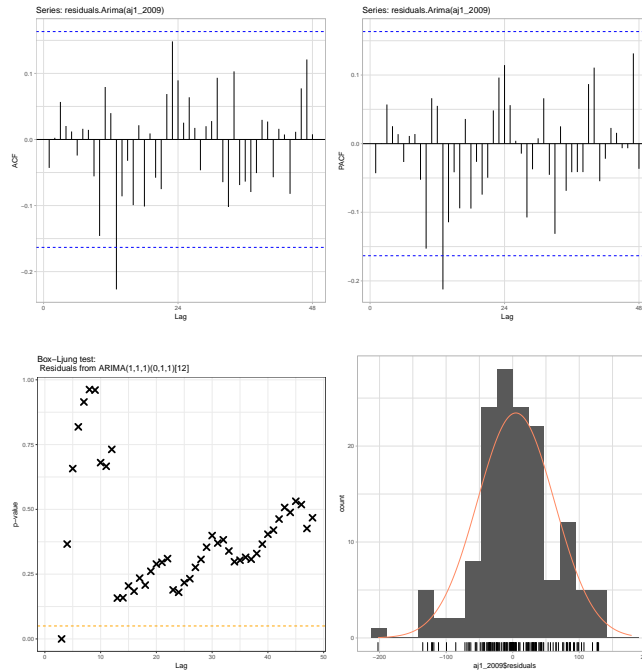 Series: residuals.Arima(aj1_2009)
ACF
0.1
0.0
−0.1
−0.2
0
24
48
Lag
Series: residuals.Arima(aj1_2009)
PACF
0.1
0.0
−0.1
−0.2
0
24
48
Lag
Box−Ljung test:
Residuals from ARIMA(1,1,1)(0,1,1)[12]
p−value
1.00
0.75
0.50
0.25
0.00
0
10
20
30
40
50
Lag
count
20
10
0
−200
−100
0
100
aj1_2009$residuals